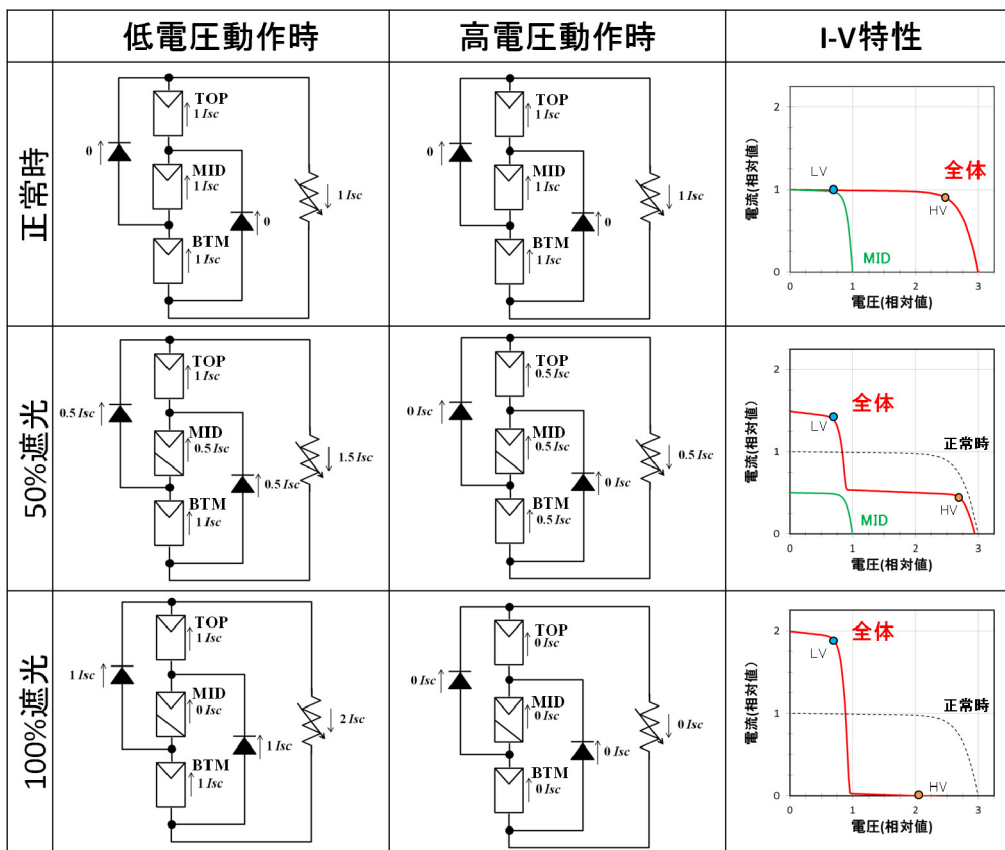 低電圧動作時
高電圧動作時
I-V特性
正常時
TOP
1 Isc
0
MID
1 Isc
0
BTM
1 Isc
1 Isc
TOP
1 Isc
0
MID
1 Isc
0
BTM
1 Isc
1 Isc
電流(相対値)
2
1
0
LV
全体
HV
MID
0
1
2
3
電圧(相対値)
50%遮光
TOP
1 Isc
0.5 Isc
MID
0.5 Isc
0.5 Isc
BTM
1 Isc
1.5 Isc
TOP
0.5 Isc
0 Isc
MID
0.5 Isc
0 Isc
BTM
0.5 Isc
0.5 Isc
電流(相対値)
2
1
0
全体
LV
正常時
HV
MID
0
1
2
3
電圧(相対値)
100%遮光
TOP
1 Isc
1 Isc
MID
0 Isc
1 Isc
BTM
1 Isc
2 Isc
TOP
0 Isc
0 Isc
MID
0 Isc
0 Isc
BTM
0 Isc
0 Isc
電流(相対値)
2
1
0
全体
LV
正常時
HV
0
1
2
3
電圧(相対値)